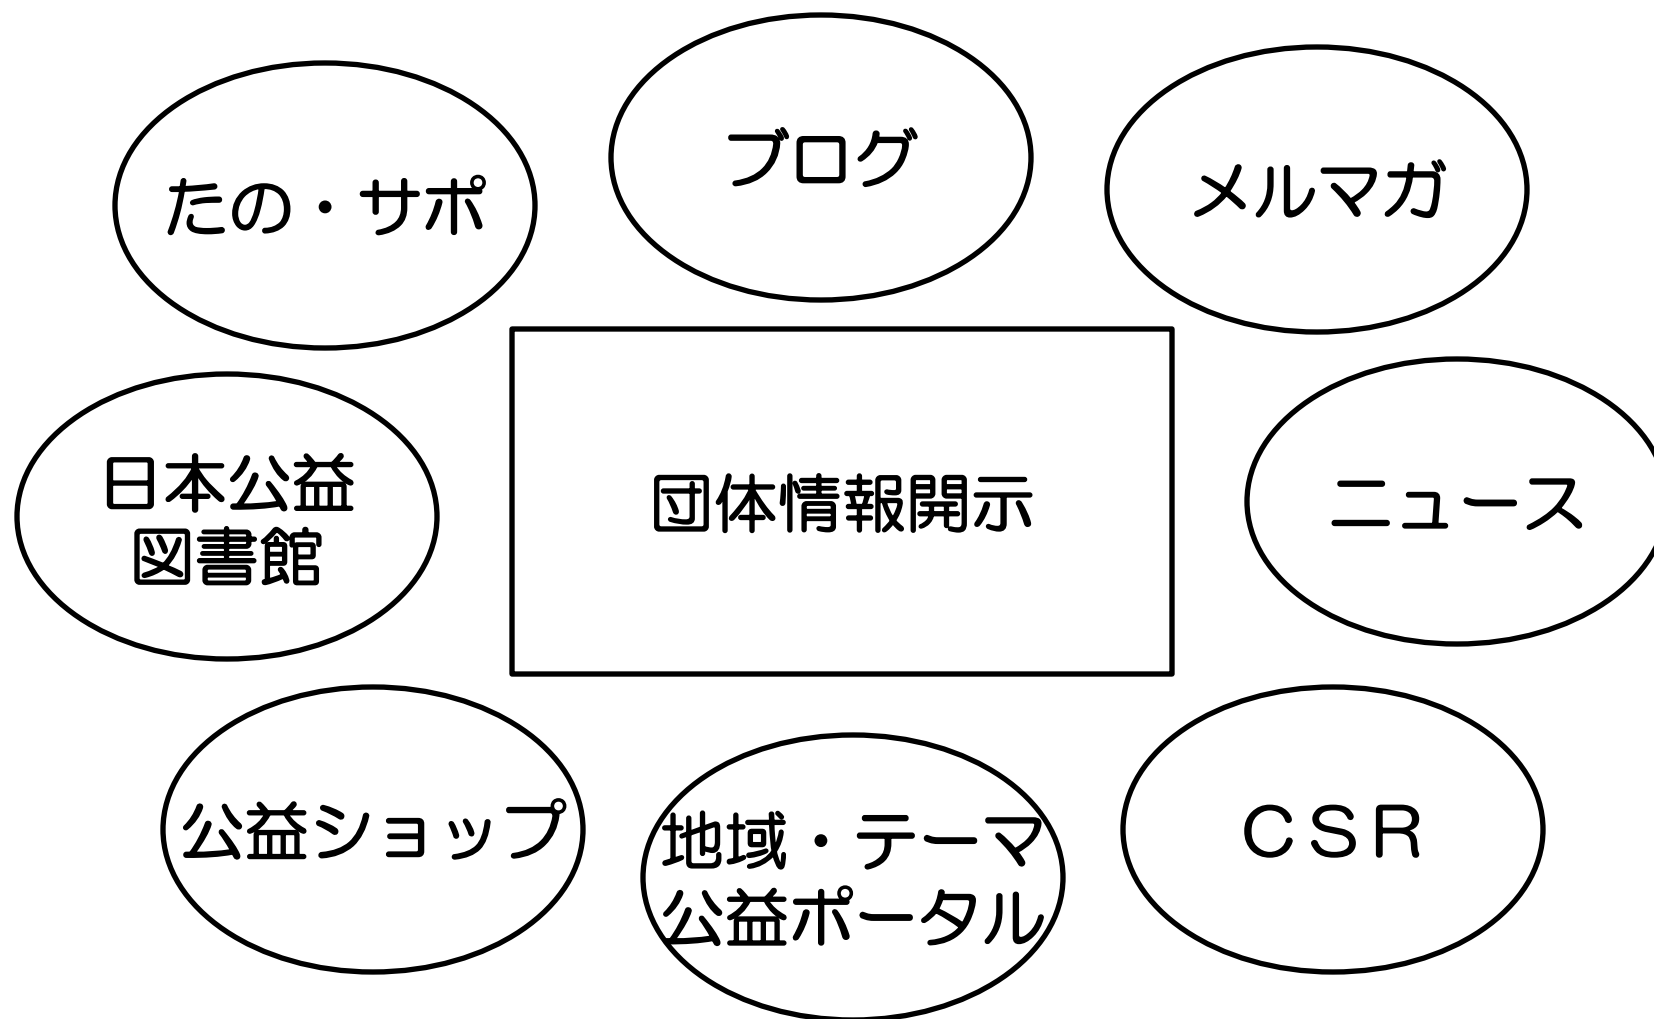 ブログ
メルマガ
たの・サポ
日本公益
図書館
団体情報開示
ニュース
公益ショップ
地域・テーマ
公益ポータル
ＣＳＲ